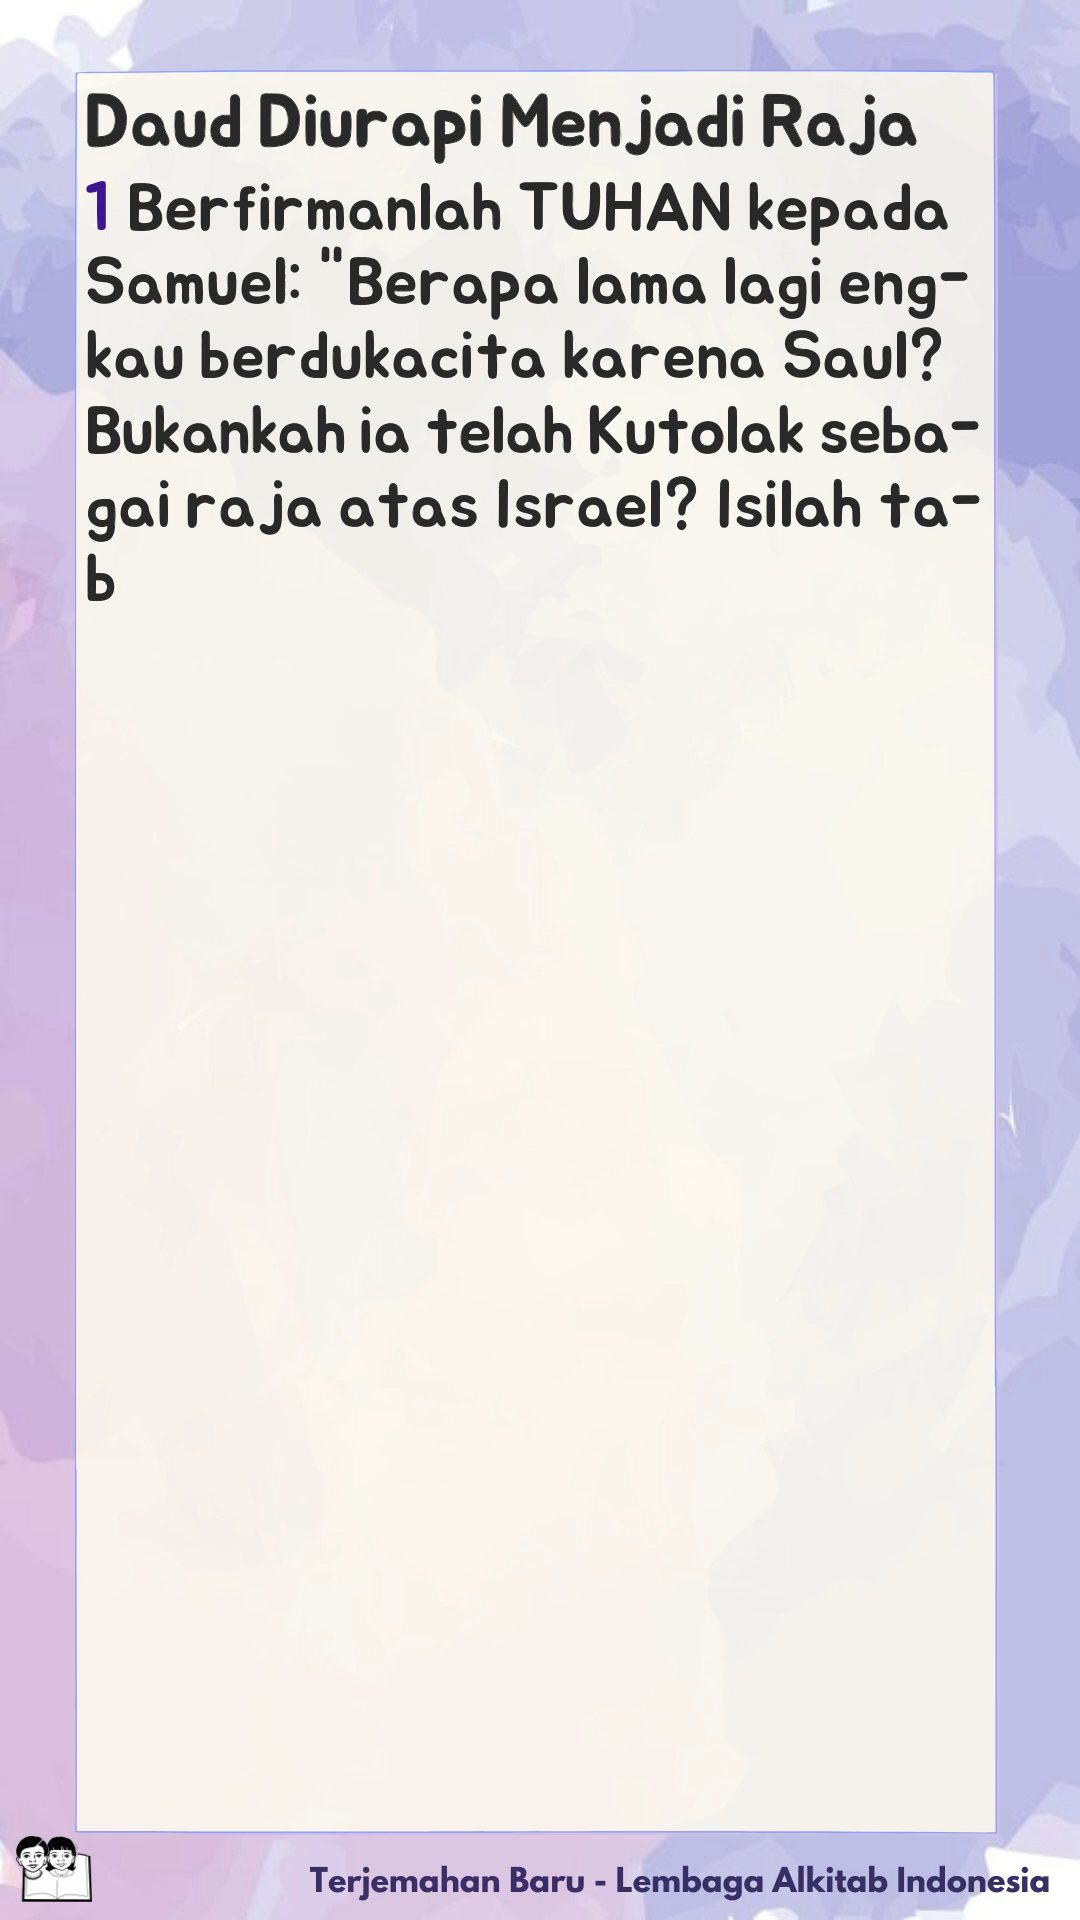 Daud Diurapi Menjadi Raja
1 Berfirmanlah TUHAN kepada
Samuel: "Berapa lama lagi eng-
kau berdukacita karena Saul?
Bukankah ia telah Kutolak seba-
gai raja atas Israel? Isilah ta-
b
Terjemahan Baru - Lembaga Alkitab Indonesia